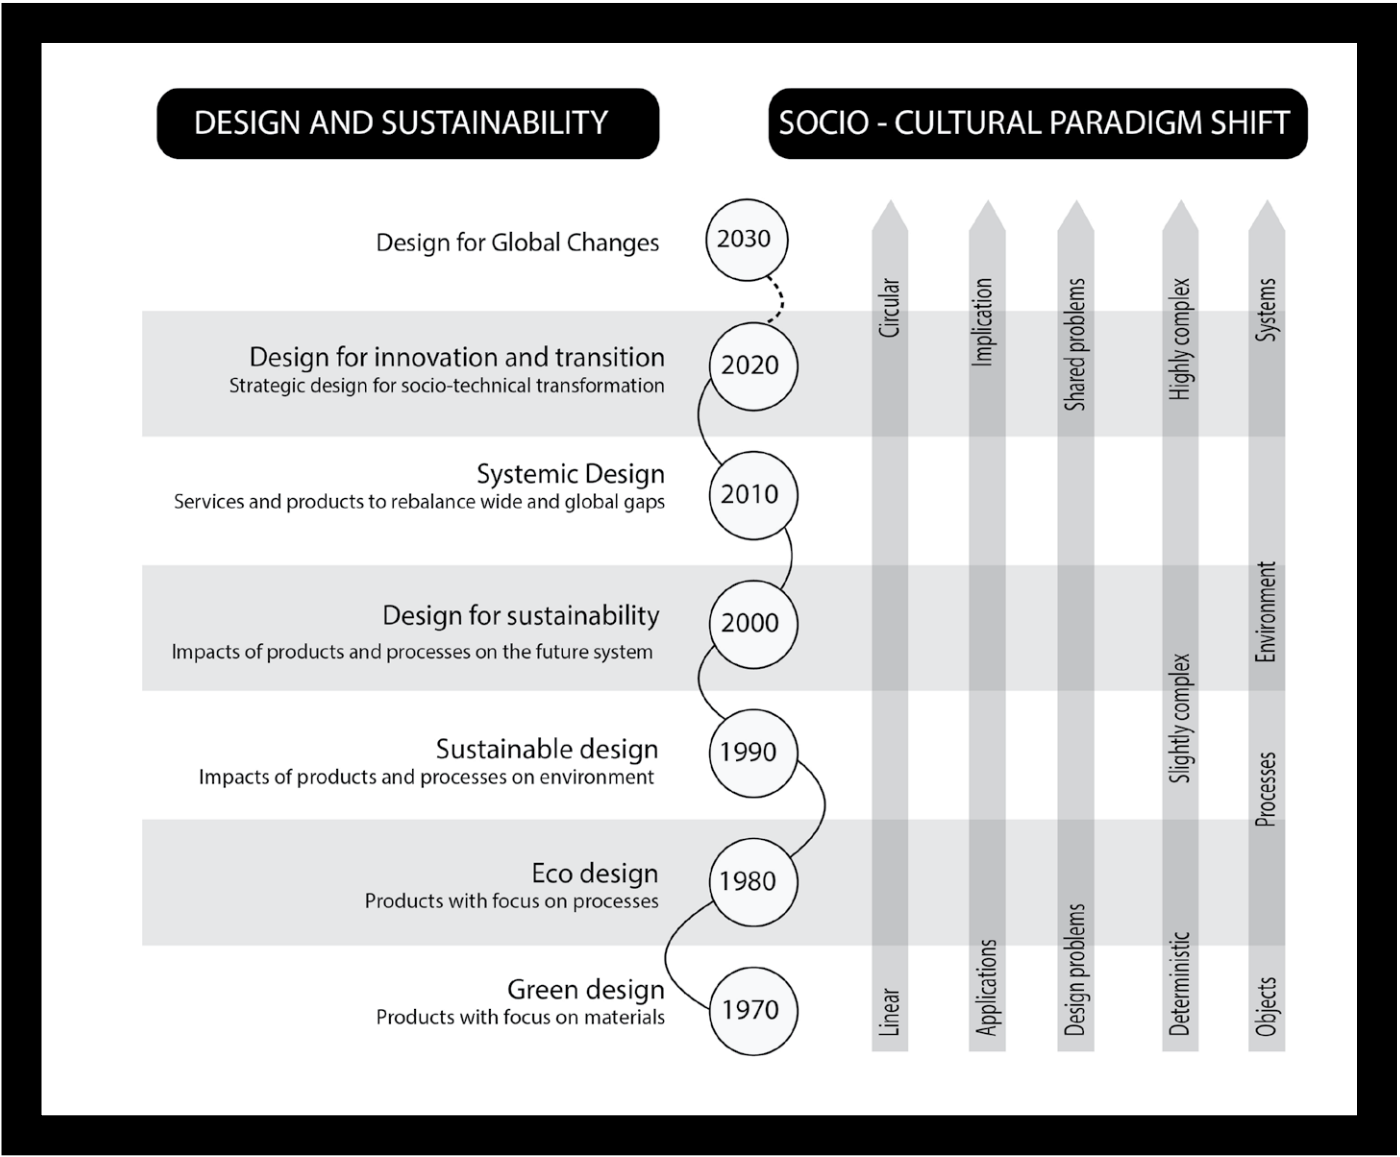 DESIGN AND SUSTAINABILITY
SOCIO - CULTURAL PARADIGM SHIFT
Design for Global Changes
2030
Design for innovation and transition
Strategic design for socio-technical transformation
2020
Systemic Design
Services and products to rebalance wide and global gaps
2010
Design for sustainability
Impacts of products and processes on the future system
2000
Sustainable design
Impacts of products and processes on environment
1990
Eco design
Products with focus on processes
1980
Green design
Products with focus on materials
1970
Circular
Linear
Implication
Applications
Shared problems
Design problems
Highly complex
Slightly complex
Deterministic
Systems
Environment
Processes
Objects